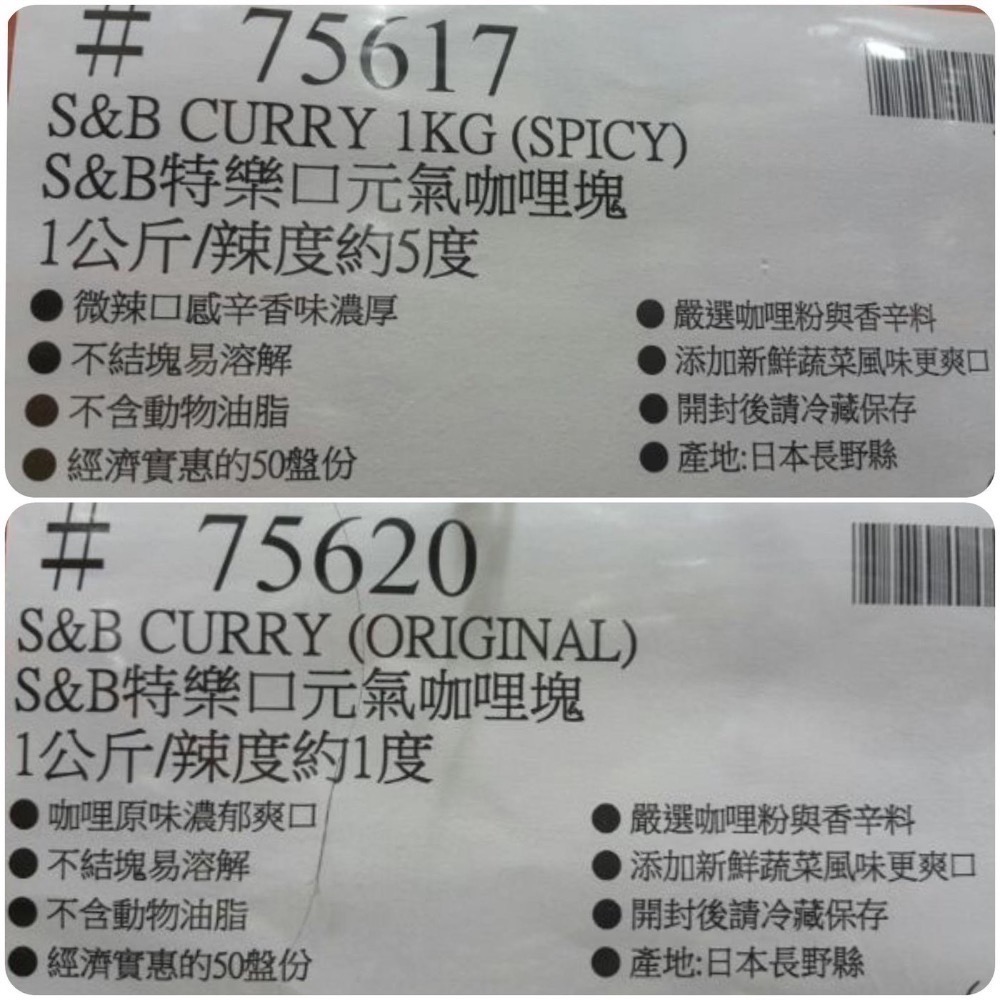 # 75617
S&B CURRY 1KG (SPICY)
S&B特樂口元氣咖哩塊
1公斤/辣度約5度
●微辣口感辛香味濃厚
●不結塊易溶解
●不含動物油脂
●經濟實惠的50盤份
●嚴選咖哩粉與香辛料
●添加新鮮蔬菜風味更爽口
●開封後請冷藏保存
●產地:日本長野縣
# 75620
S&B CURRY (ORIGINAL)
S&B特樂口元氣咖哩塊
1公斤/辣度約1度
●咖哩原味濃郁爽口
●不結塊易溶解
●不含動物油脂
●經濟實惠的50盤份
●嚴選咖哩粉與香辛料
●添加新鮮蔬菜風味更爽口
●開封後請冷藏保存
●產地:日本長野縣